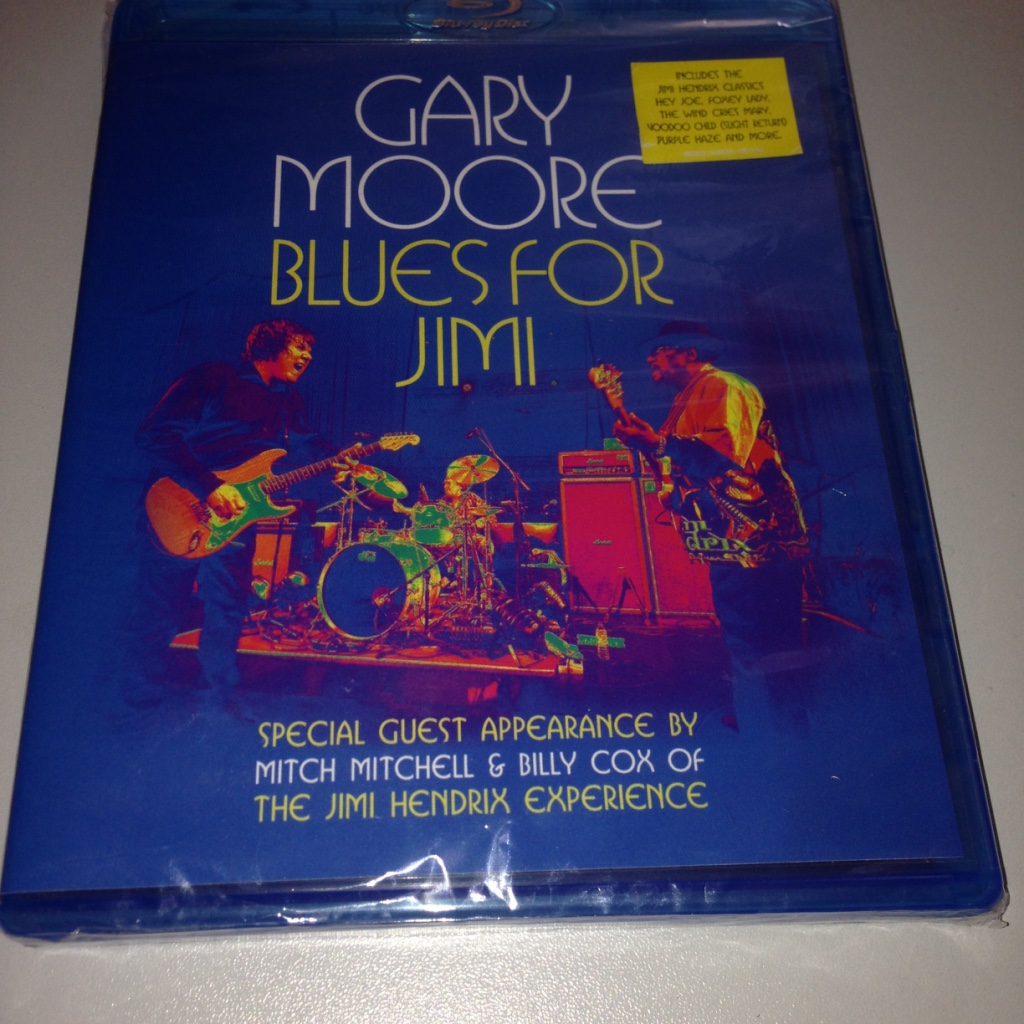 Blu-ray Disc
GARY
MOORE
BLUES FOR
JIMI
INCLUDES THE
JIMI HENDRIX CLASSICS
HEY JOE, FOXEY LADY,
THE WIND CRIES MARY,
VOODOO CHILD (SLIGHT RETURN)
PURPLE HAZE AND MORE.
SPECIAL GUEST APPEARANCE BY
MITCH MITCHELL & BILLY COX OF
THE JIMI HENDRIX EXPERIENCE